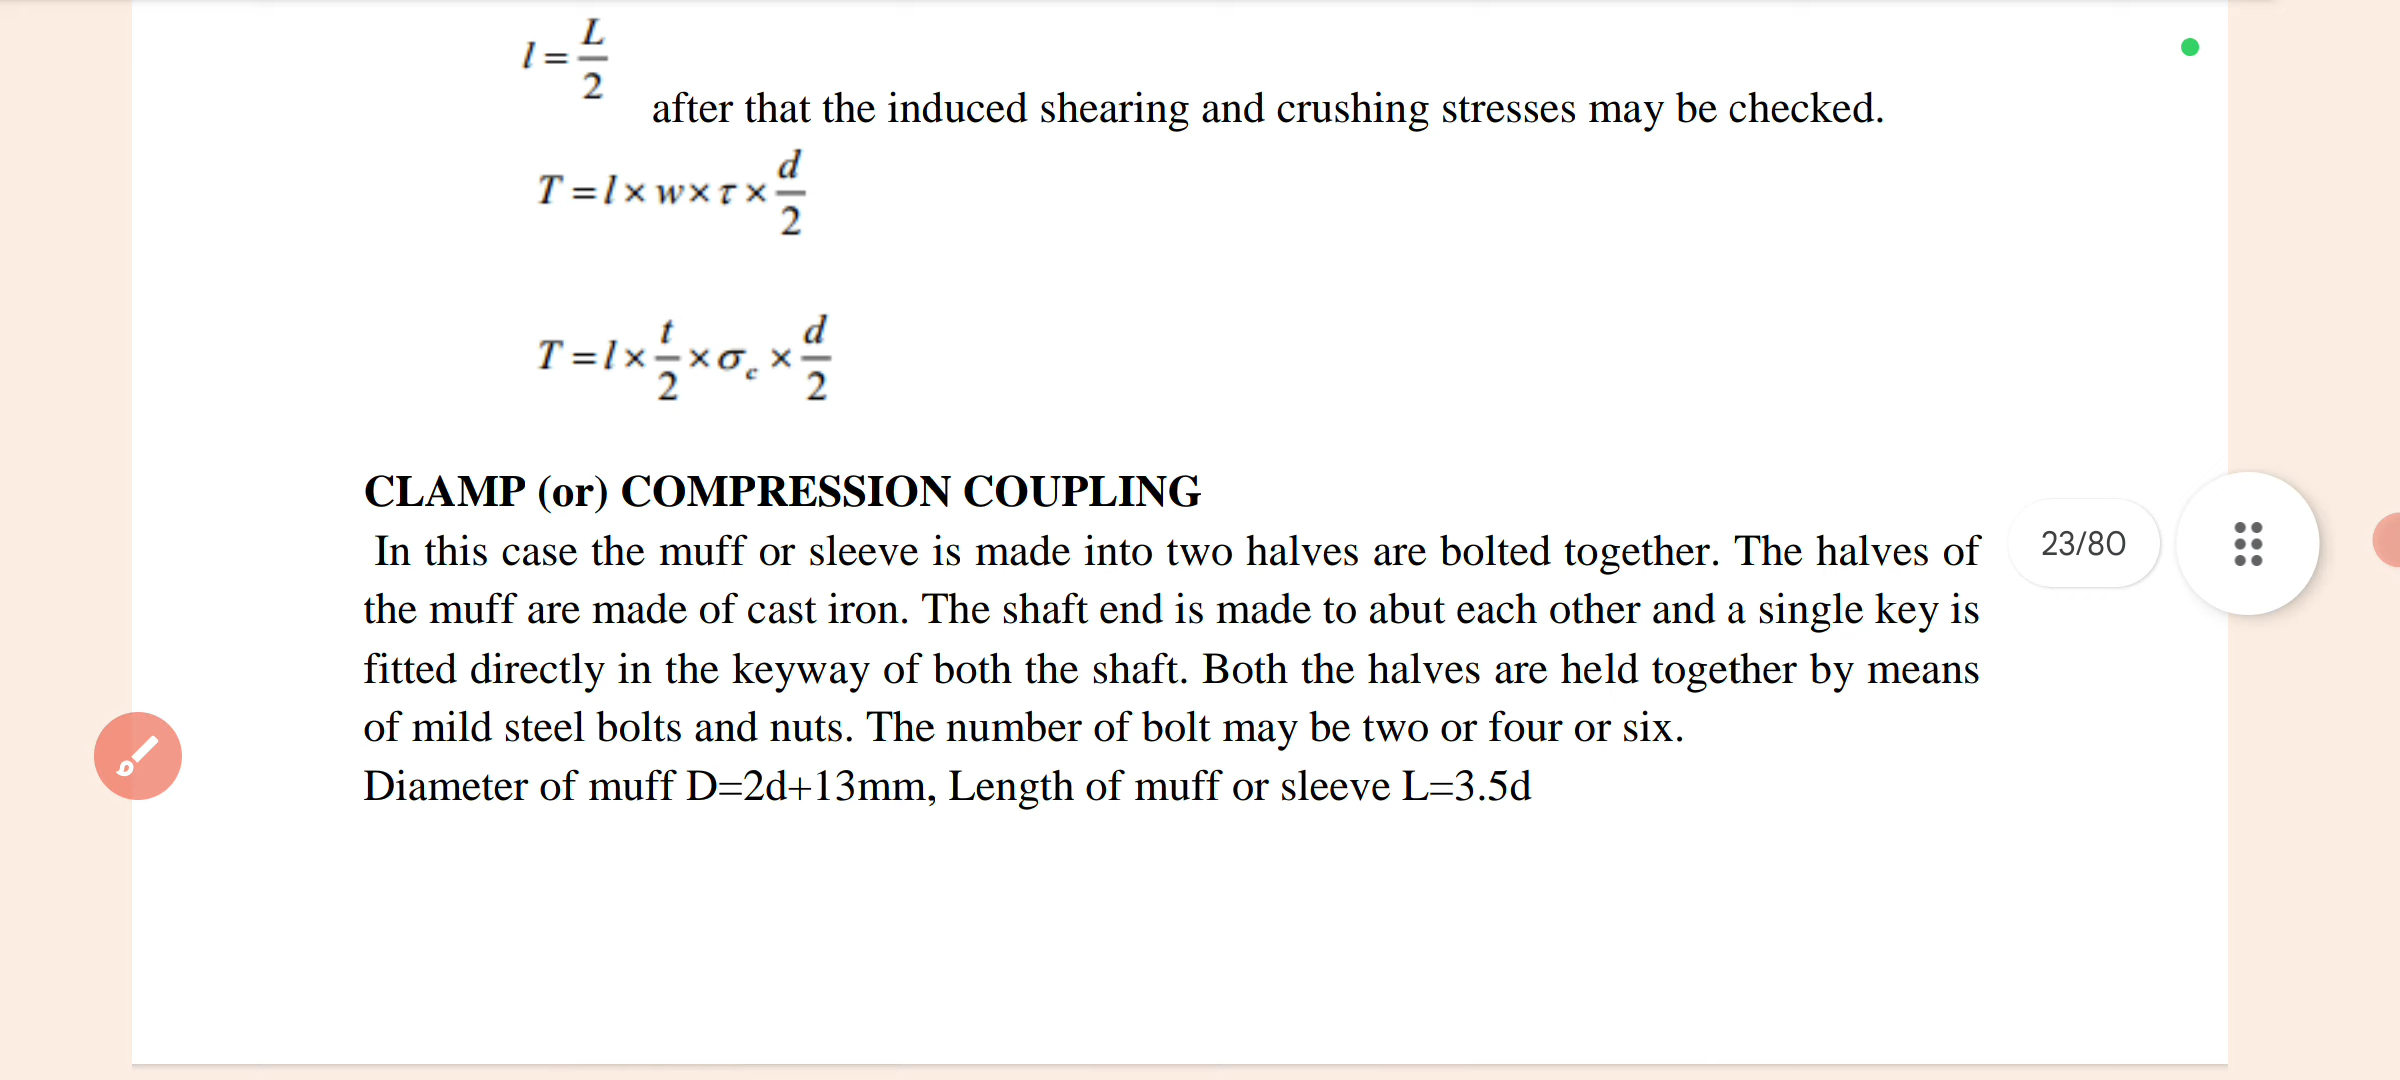 l = L/2 after that the induced shearing and crushing stresses may be checked.
T = l × w × τ × d/2
T = l × t/2 × σc × d/2
CLAMP (or) COMPRESSION COUPLING
In this case the muff or sleeve is made into two halves are bolted together. The halves of
23/80
the muff are made of cast iron. The shaft end is made to abut each other and a single key is
fitted directly in the keyway of both the shaft. Both the halves are held together by means
of mild steel bolts and nuts. The number of bolt may be two or four or six.
Diameter of muff D=2d+13mm, Length of muff or sleeve L=3.5d